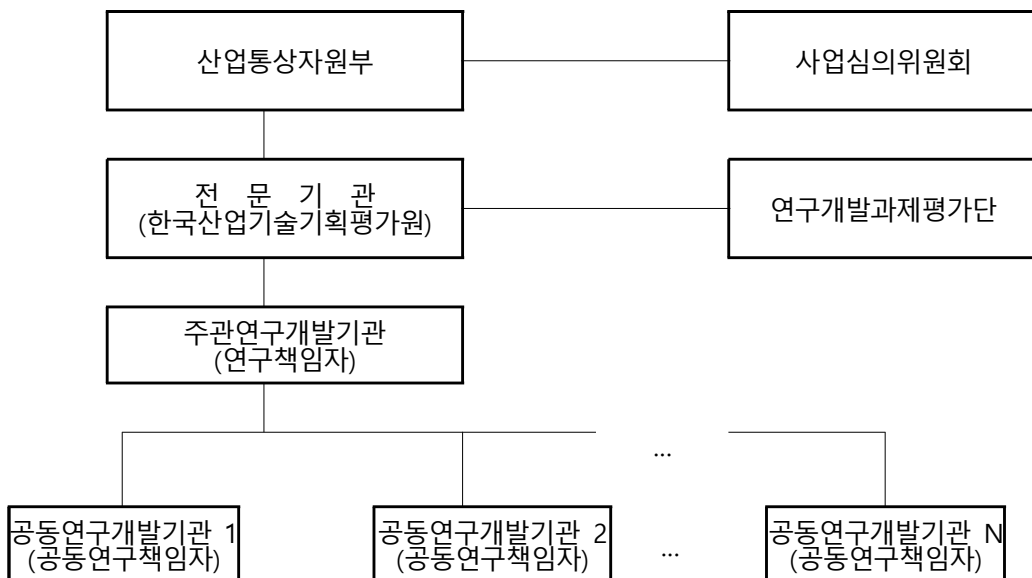 산업통상자원부
사업심의위원회
전 문 기 관
(한국산업기술기획평가원)
연구개발과제평가단
주관연구개발기관
(연구책임자)
...
공동연구개발기관 1
(공동연구책임자)
공동연구개발기관 2
(공동연구책임자)
...
공동연구개발기관 N
(공동연구책임자)